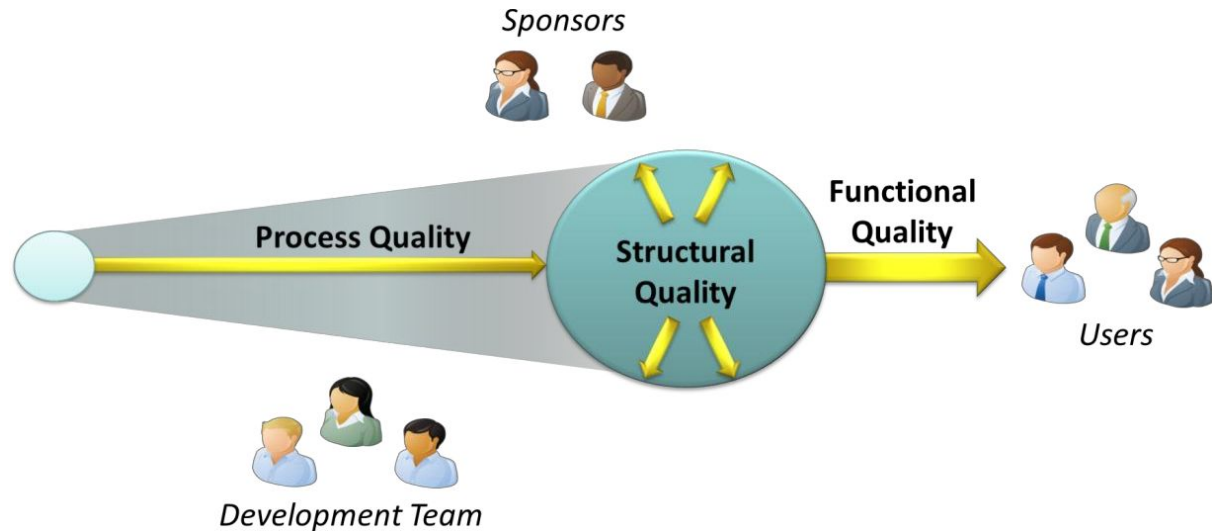 Sponsors
Process Quality
Structural
Quality
Functional
Quality
Users
Development Team